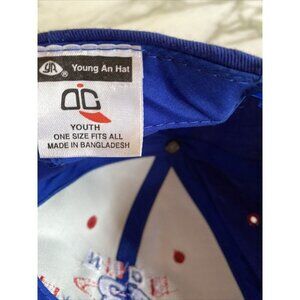 YA ® Young An Hat
OC
YOUTH
ONE SIZE FITS ALL
MADE IN BANGLADESH